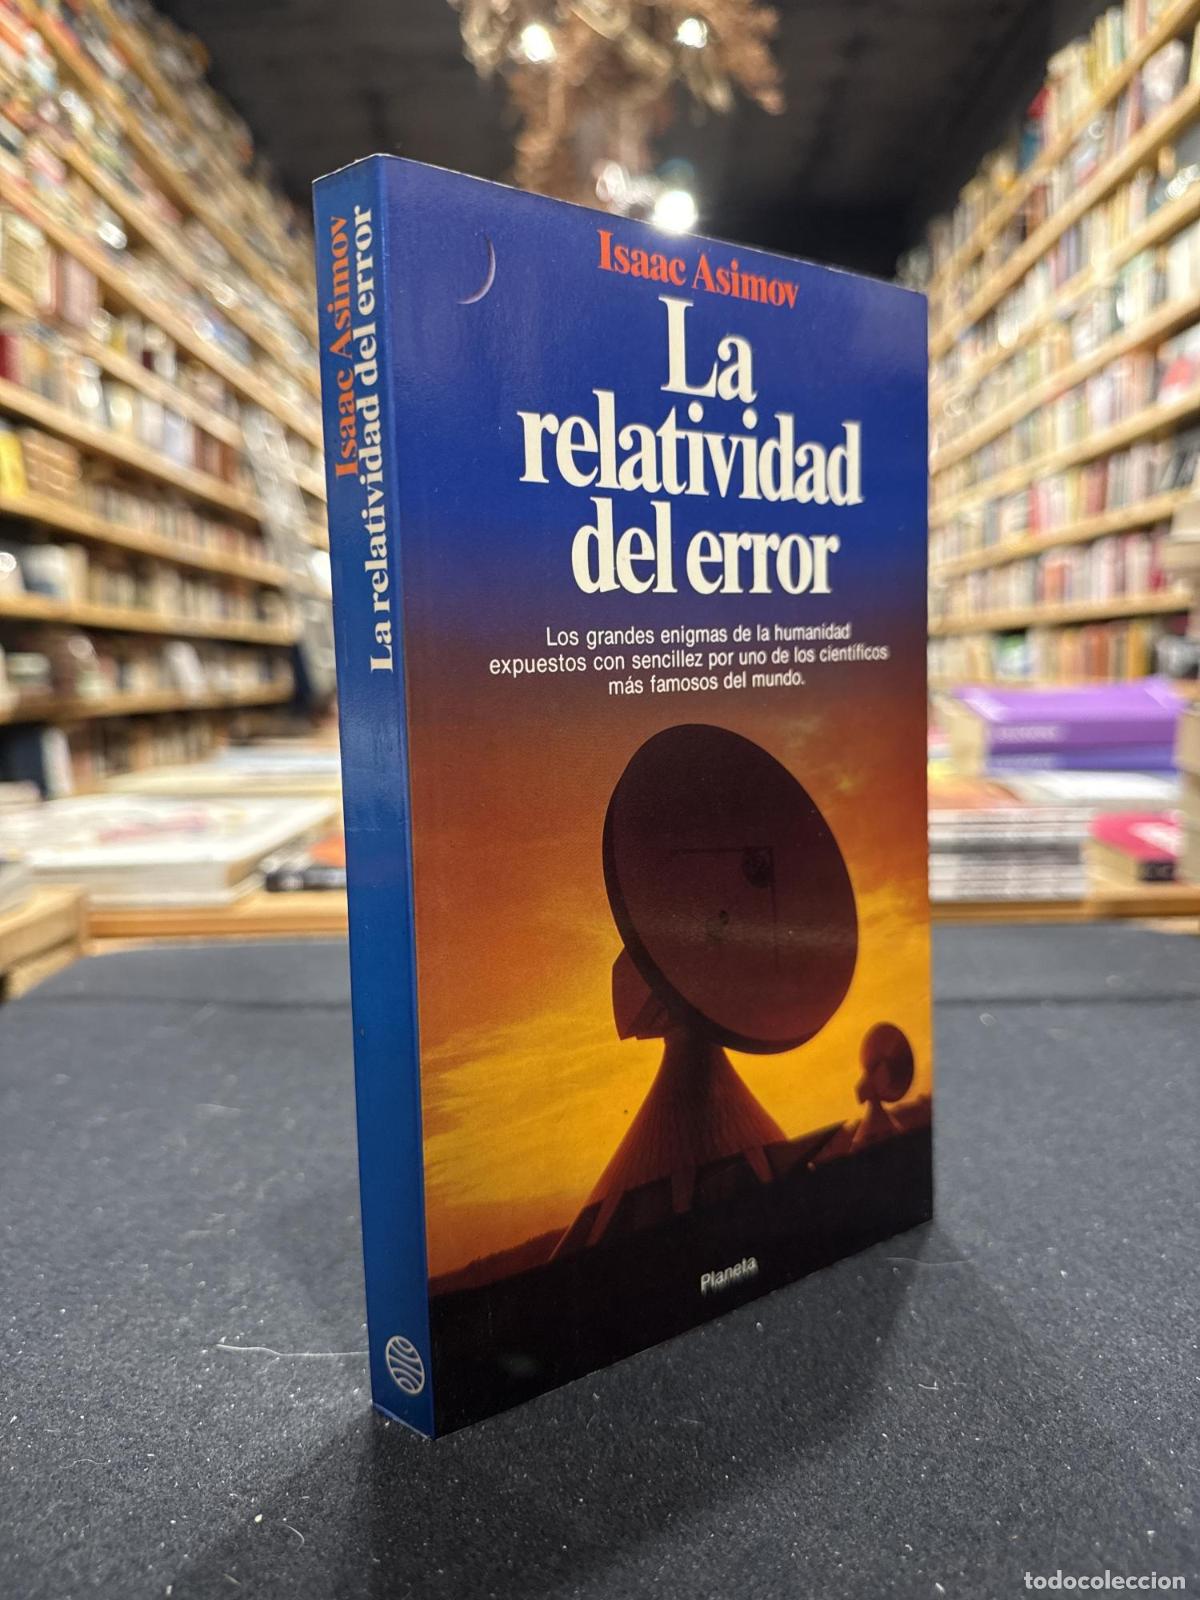 Isaac Asimov
La relatividad del error
Isaac Asimov
La
relatividad
del error
Los grandes enigmas de la humanidad
expuestos con sencillez por uno de los científicos
más famosos del mundo.
Planeta
todocoleccion